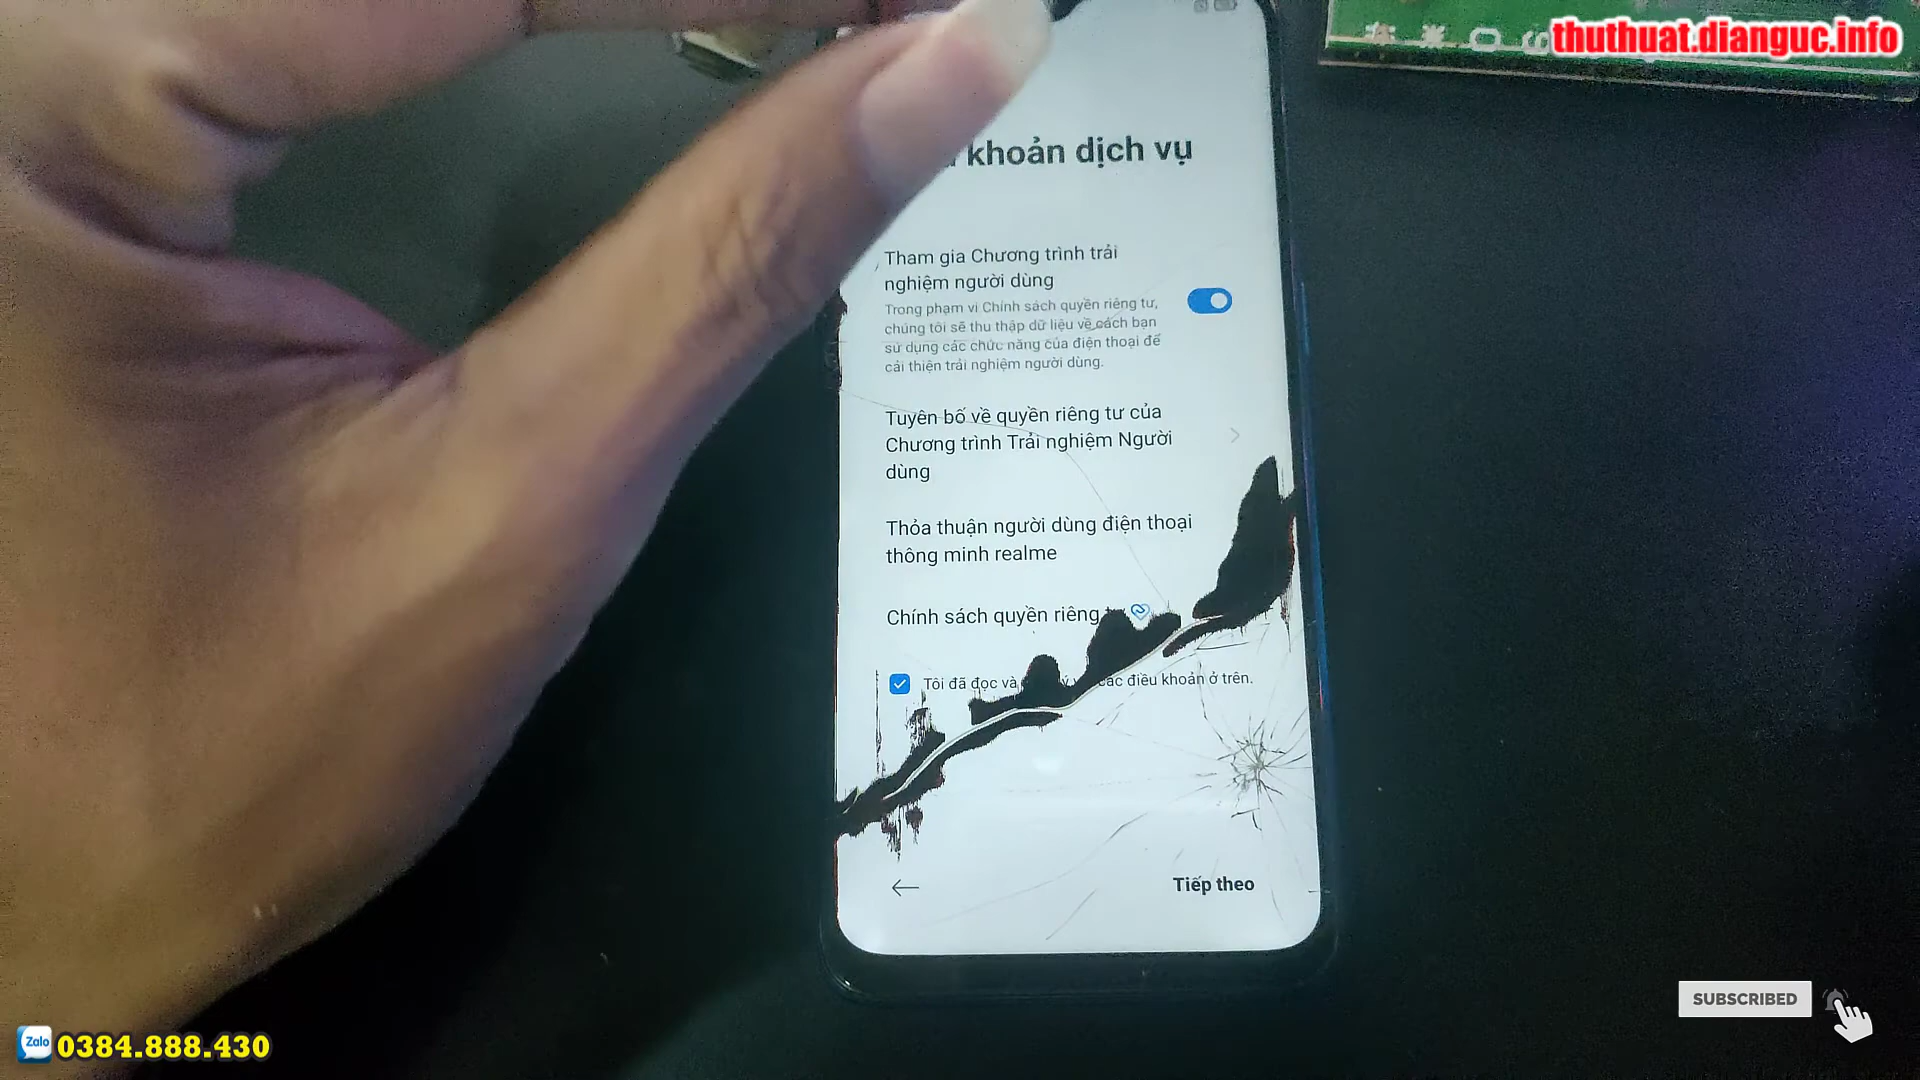 thuthuat.dianguc.info
khoản dịch vụ
Tham gia Chương trình trải
nghiệm người dùng
Trong phạm vi Chính sách quyền riêng tư,
chúng tôi sẽ thu thập dữ liệu về cách bạn
sử dụng các chức năng của điện thoại để
cải thiện trải nghiệm người dùng.
Tuyên bố về quyền riêng tư của
Chương trình Trải nghiệm Người
dùng
Thỏa thuận người dùng điện thoại
thông minh realme
Chính sách quyền riêng
Tôi đã đọc và các điều khoản ở trên.
Tiếp theo
SUBSCRIBED
Zalo 0384.888.430